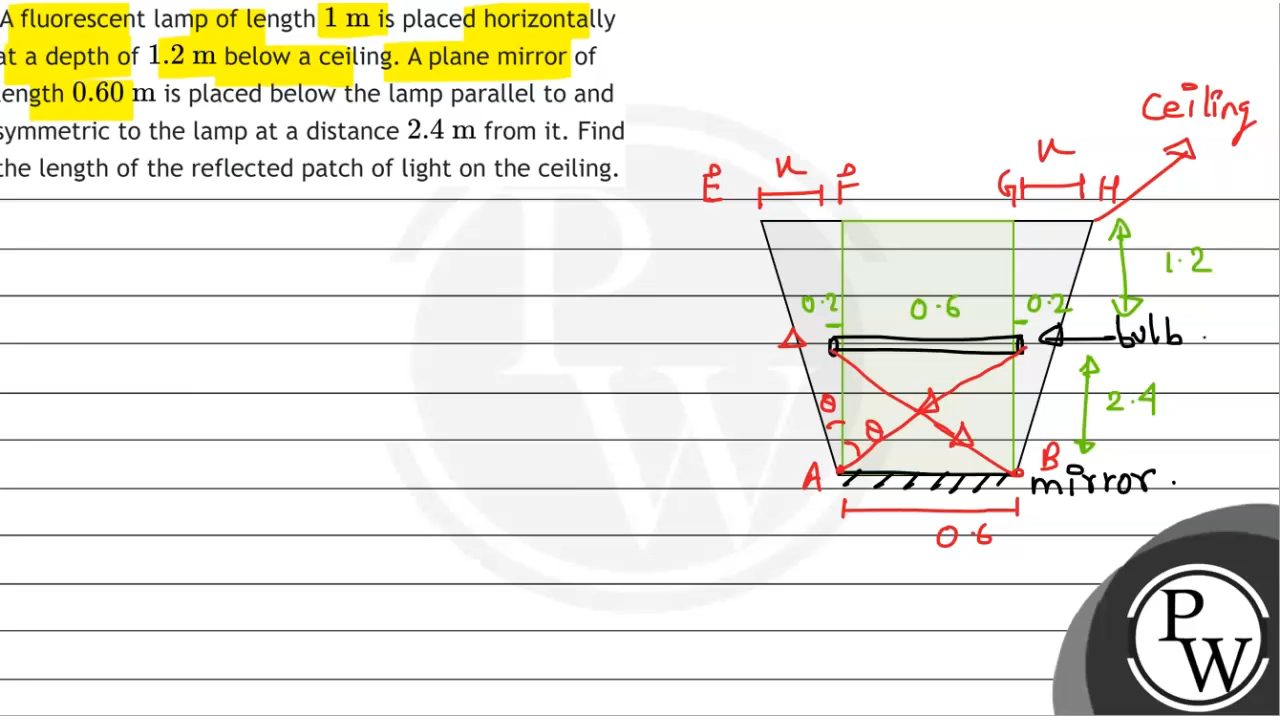 A fluorescent lamp of length 1 m is placed horizontally
at a depth of 1.2 m below a ceiling. A plane mirror of
length 0.60 m is placed below the lamp parallel to and
symmetric to the lamp at a distance 2.4 m from it. Find
the length of the reflected patch of light on the ceiling.
Ceiling
E x F G x H
1.2
0.2 0.6 0.2
bulb.
2.4
θ
θ
A B
mirror.
0.6
P
W
PW